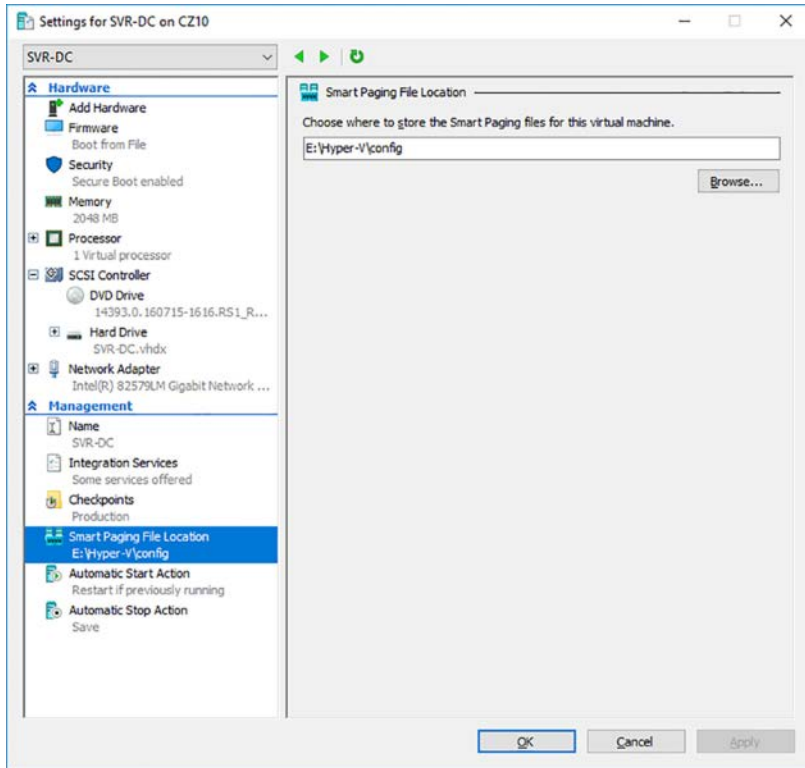 Settings for SVR-DC on CZ10
SVR-DC
Hardware
Add Hardware
Firmware
Boot from File
Security
Secure Boot enabled
Memory
2048 MB
Processor
1 Virtual processor
SCSI Controller
DVD Drive
14393.0.160715-1616.RS1_R...
Hard Drive
SVR-DC.vhdx
Network Adapter
Intel(R) 82579LM Gigabit Network ...
Management
Name
SVR-DC
Integration Services
Some services offered
Checkpoints
Production
Smart Paging File Location
E:\Hyper-V\config
Automatic Start Action
Restart if previously running
Automatic Stop Action
Save
Smart Paging File Location
Choose where to store the Smart Paging files for this virtual machine.
E:\Hyper-V\config
Browse...
OK
Cancel
Apply